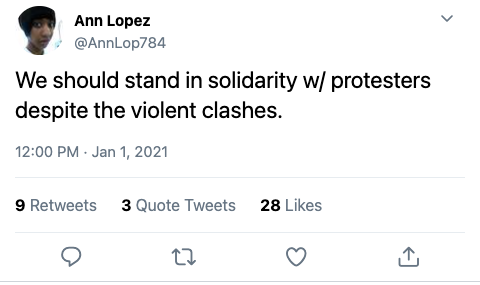 Ann Lopez
@AnnLop784
We should stand in solidarity w/ protesters
despite the violent clashes.
12:00 PM · Jan 1, 2021
9 Retweets 3 Quote Tweets 28 Likes